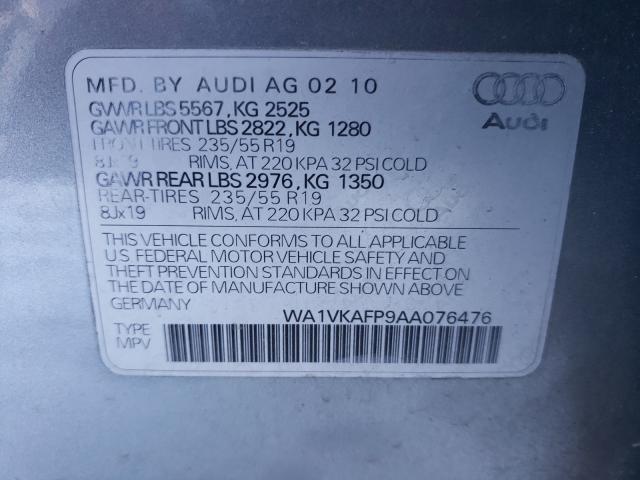 MFD. BY AUDI AG 02 10
GVWR LBS 5567, KG 2525
GAWR FRONT LBS 2822, KG 1280
FRONT TIRES 235/55 R19
8Jx19 RIMS, AT 220 KPA 32 PSI COLD
GAWR REAR LBS 2976, KG 1350
REAR-TIRES 235/55 R19
8Jx19 RIMS, AT 220 KPA 32 PSI COLD
Audi
THIS VEHICLE CONFORMS TO ALL APPLICABLE
U.S. FEDERAL MOTOR VEHICLE SAFETY AND
THEFT PREVENTION STANDARDS IN EFFECT ON
THE DATE OF MANUFACTURE SHOWN ABOVE
GERMANY
WA1VKAFP9AA076476
TYPE
MPV